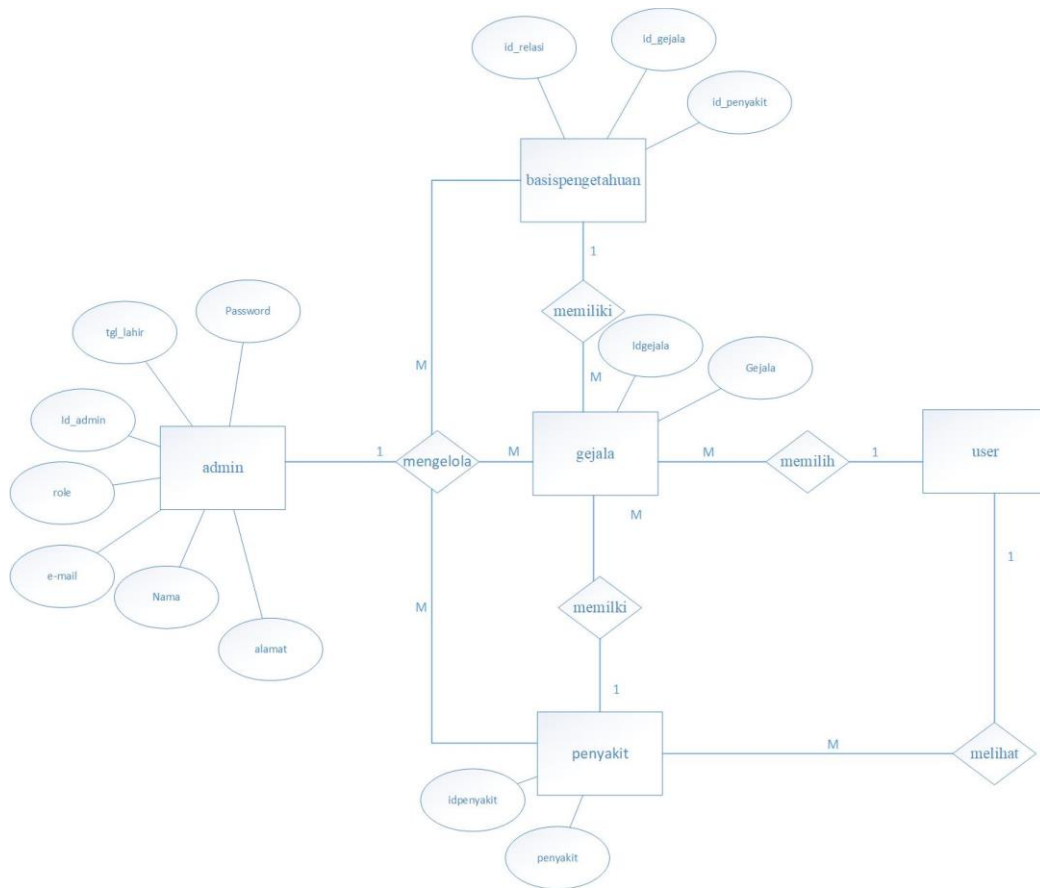 id_relasi
Id_gejala
id_penyakit
basispengetahuan
1
memiliki
M
Password
tgl_lahir
Idgejala
Gejala
M
Id_admin
admin
role
e-mail
Nama
alamat
1
mengelola
M
gejala
M
memilih
1
user
M
M
memilki
1
1
penyakit
M
melihat
idpenyakit
penyakit